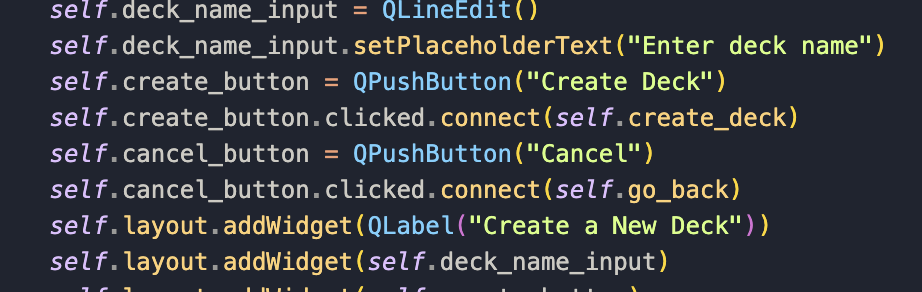 self.deck_name_input = QLineEdit()
self.deck_name_input.setPlaceholderText("Enter deck name")
self.create_button = QPushButton("Create Deck")
self.create_button.clicked.connect(self.create_deck)
self.cancel_button = QPushButton("Cancel")
self.cancel_button.clicked.connect(self.go_back)
self.layout.addWidget(QLabel("Create a New Deck"))
self.layout.addWidget(self.deck_name_input)